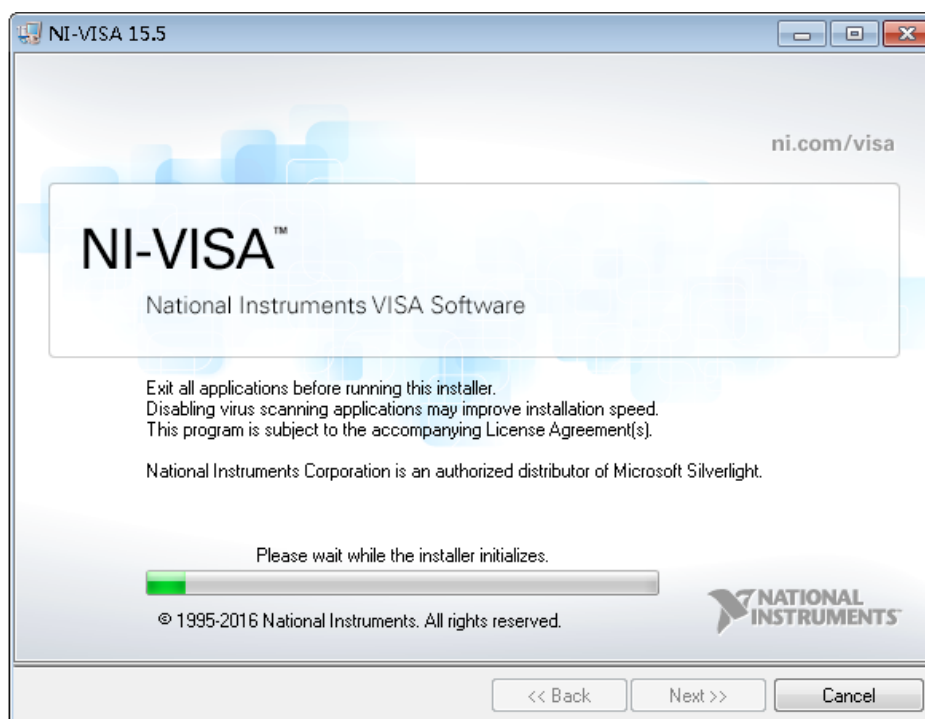 NI-VISA 15.5
ni.com/visa
NI-VISA™
National Instruments VISA Software
Exit all applications before running this installer.
Disabling virus scanning applications may improve installation speed.
This program is subject to the accompanying License Agreement(s).
National Instruments Corporation is an authorized distributor of Microsoft Silverlight.
Please wait while the installer initializes.
© 1995-2016 National Instruments. All rights reserved.
NATIONAL
INSTRUMENTS
<< Back Next >> Cancel